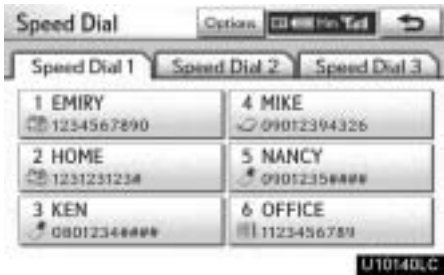 Speed Dial Options
Speed Dial 1 Speed Dial 2 Speed Dial 3
1 EMIRY 4 MIKE
1234567890 09012394326
2 HOME 5 NANCY
123123123# 0901235####
3 KEN 6 OFFICE
0801234#### 1123456789
U10140LC